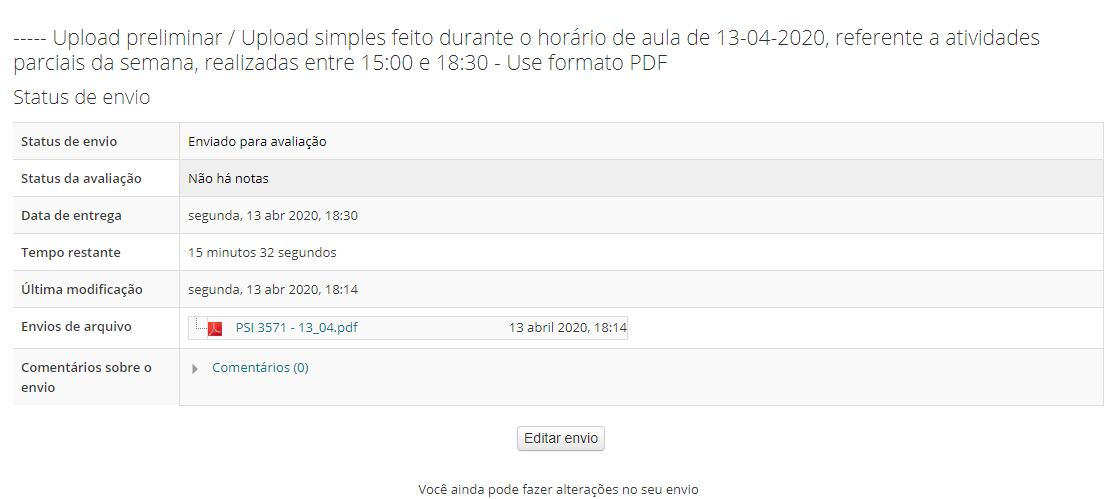 ----- Upload preliminar / Upload simples feito durante o horário de aula de 13-04-2020, referente a atividades
parciais da semana, realizadas entre 15:00 e 18:30 - Use formato PDF
Status de envio
Status de envio Enviado para avaliação
Status da avaliação Não há notas
Data de entrega segunda, 13 abr 2020, 18:30
Tempo restante 15 minutos 32 segundos
Última modificação segunda, 13 abr 2020, 18:14
Envios de arquivo PSI 3571 - 13_04.pdf 13 abril 2020, 18:14
Comentários sobre o Comentários (0)
envio
Editar envio
Você ainda pode fazer alterações no seu envio